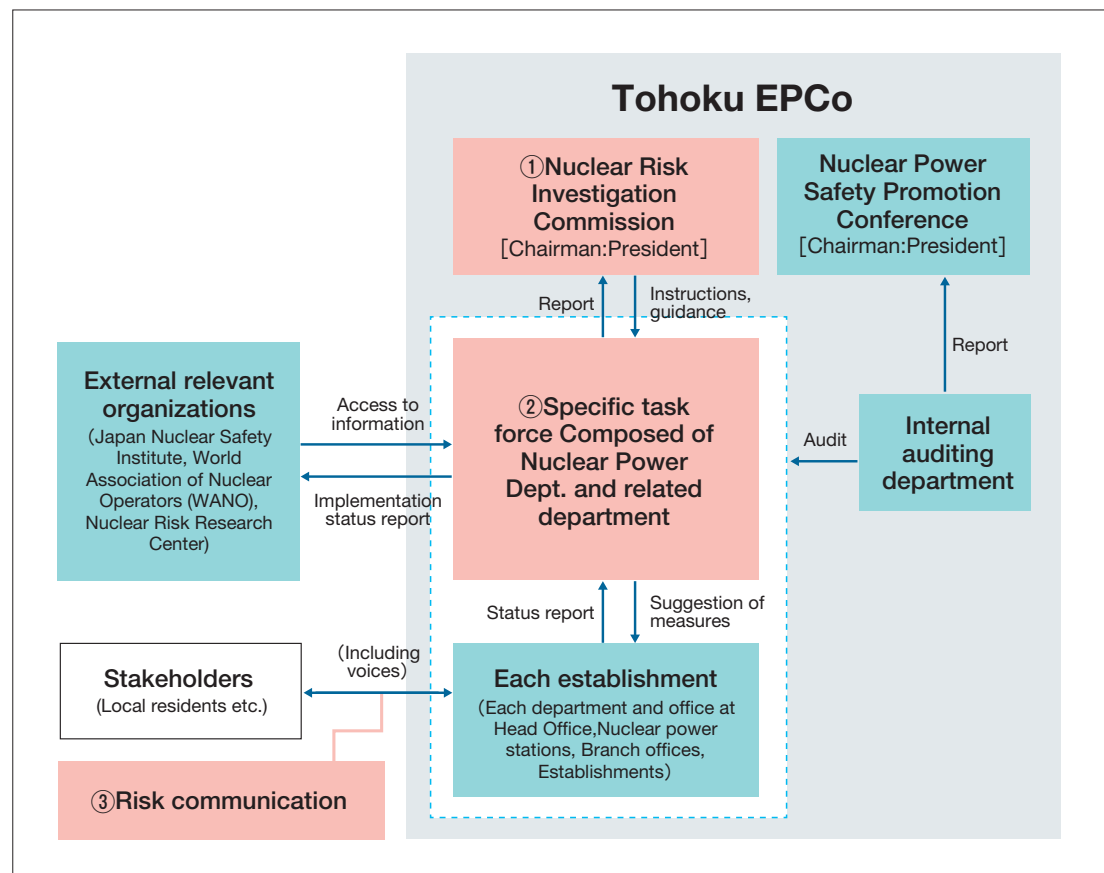 Tohoku EPCo
①Nuclear Risk
Investigation
Commission
[Chairman:President]
Nuclear Power
Safety Promotion
Conference
[Chairman:President]
Report
Instructions,
guidance
Report
External relevant
organizations
(Japan Nuclear Safety
Institute, World
Association of Nuclear
Operators (WANO),
Nuclear Risk Research
Center)
Access to
information
Implementation
status report
②Specific task
force Composed of
Nuclear Power
Dept. and related
department
Audit
Internal
auditing
department
Status report
Suggestion of
measures
Stakeholders
(Local residents etc.)
(Including
voices)
Each establishment
(Each department and office at
Head Office,Nuclear power
stations, Branch offices,
Establishments)
③Risk communication